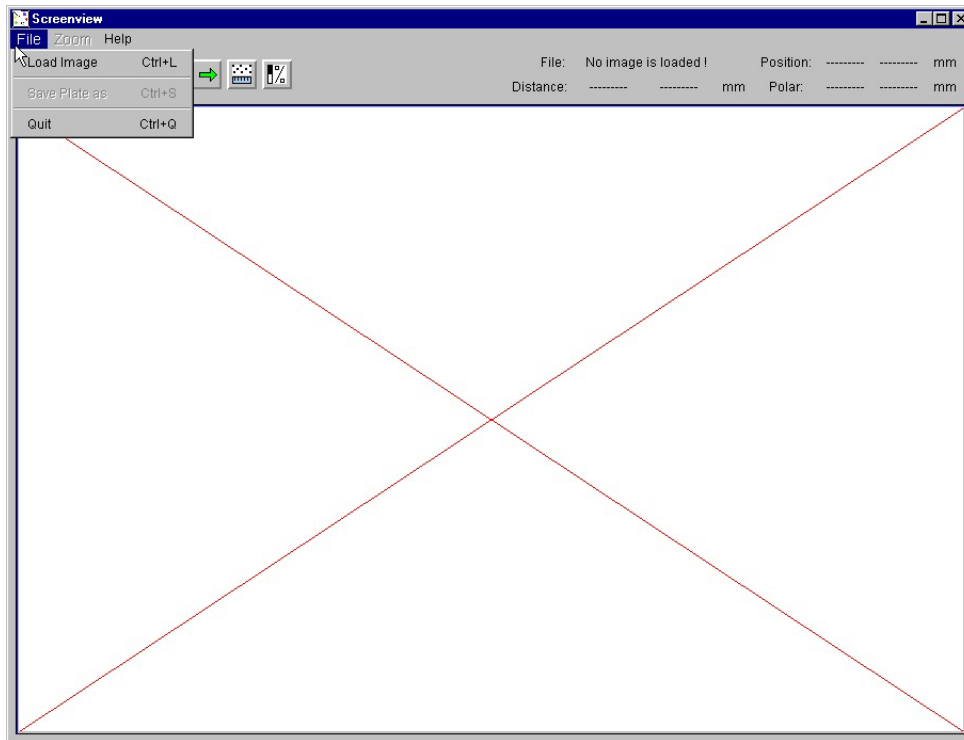 Screenview
File Zoom Help
Load Image Ctrl+L
Save Plate as Ctrl+S
Quit Ctrl+Q
File: No image is loaded ! Position: --------- --------- mm
Distance: --------- --------- mm Polar: --------- --------- mm